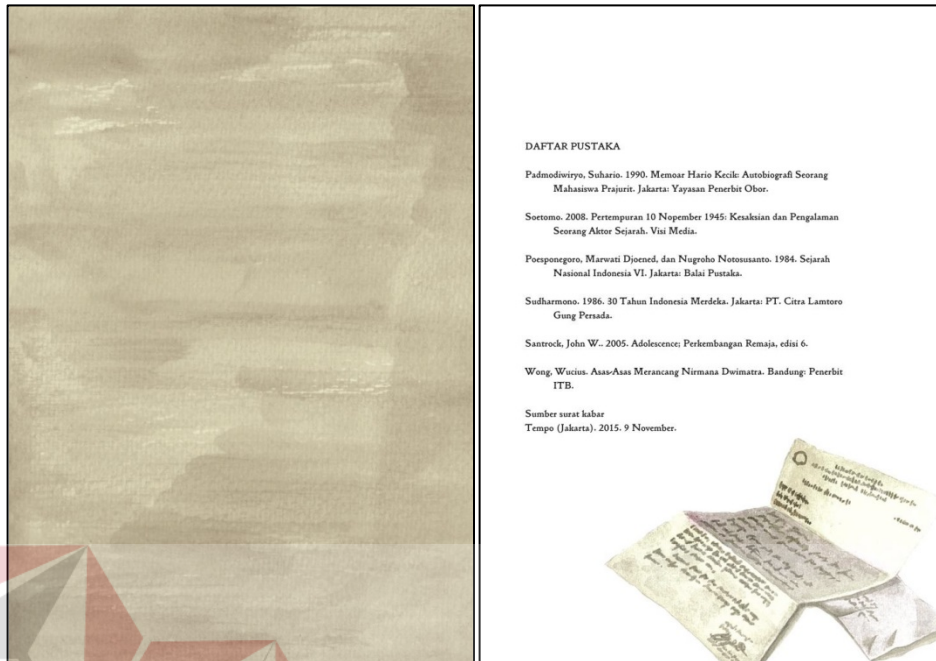 DAFTAR PUSTAKA
Padmodiwiryo, Suhario. 1990. Memoar Hario Kecik: Autobiografi Seorang
Mahasiswa Prajurit. Jakarta: Yayasan Penerbit Obor.
Soetomo. 2008. Pertempuran 10 Nopember 1945: Kesaksian dan Pengalaman
Seorang Aktor Sejarah. Visi Media.
Poesponegoro, Marwati Djoened, dan Nugroho Notosusanto. 1984. Sejarah
Nasional Indonesia VI. Jakarta: Balai Pustaka.
Sudharmono. 1986. 30 Tahun Indonesia Merdeka. Jakarta: PT. Citra Lamtoro
Gung Persada.
Santrock, John W.. 2005. Adolescence; Perkembangan Remaja, edisi 6.
Wong, Wucius. Asas-Asas Merancang Nirmana Dwimatra. Bandung: Penerbit
ITB.
Sumber surat kabar
Tempo (Jakarta). 2015. 9 November.